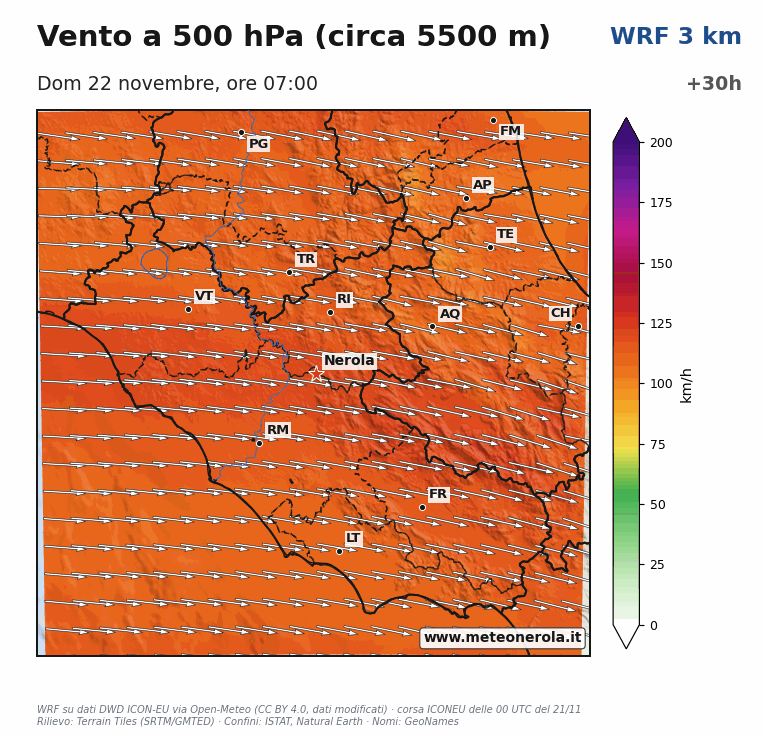 Vento a 500 hPa (circa 5500 m)
WRF 3 km
Dom 22 novembre, ore 07:00
+30h
FM
PG
AP
TE
TR
VT
RI
AQ
CH
Nerola
RM
FR
LT
www.meteonerola.it
200
175
150
125
100
75
50
25
0
km/h
WRF su dati DWD ICON-EU via Open-Meteo (CC BY 4.0, dati modificati) · corsa ICONEU delle 00 UTC del 21/11
Rilievo: Terrain Tiles (SRTM/GMTED) · Confini: ISTAT, Natural Earth · Nomi: GeoNames